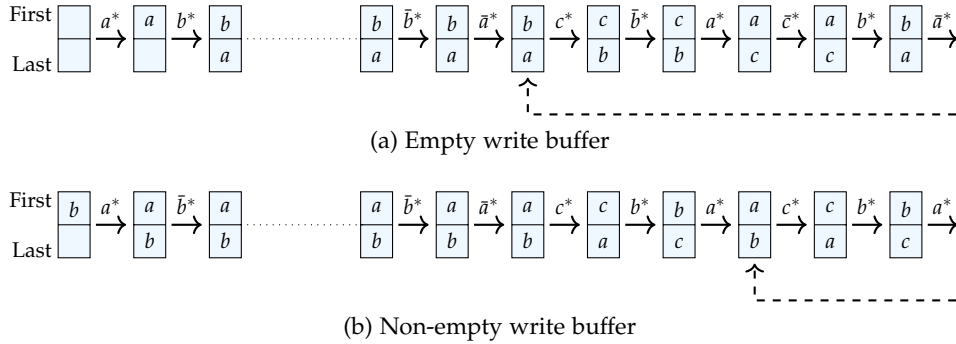 First a b b b b c c a a b
a* b* b̄* ā* c* b̄* a* c̄* b* ā*
Last a a a a b b c c a
(a) Empty write buffer
First b a a a a a c b a c b
a* b̄* b̄* ā* c* b* a* c* b* a*
Last b b b b b a c b a c
(b) Non-empty write buffer